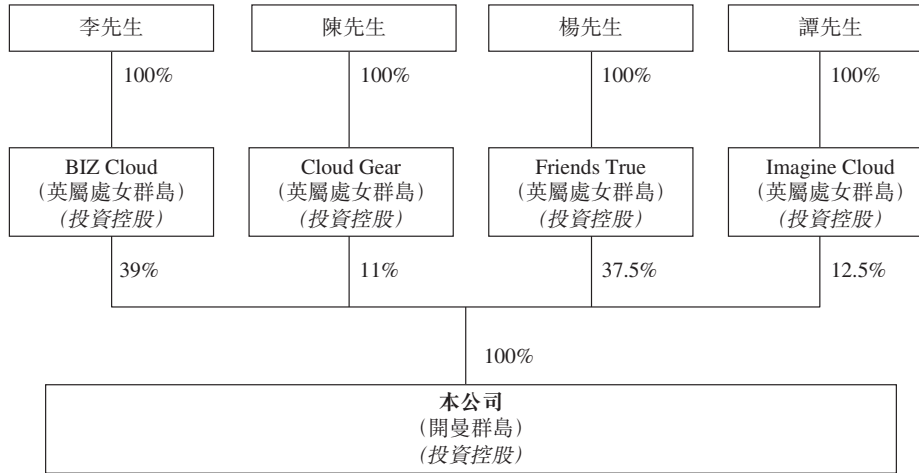 李先生
陳先生
楊先生
譚先生
100%
100%
100%
100%
BIZ Cloud
(英屬處女群島)
(投資控股)
Cloud Gear
(英屬處女群島)
(投資控股)
Friends True
(英屬處女群島)
(投資控股)
Imagine Cloud
(英屬處女群島)
(投資控股)
39%
11%
37.5%
12.5%
100%
本公司
(開曼群島)
(投資控股)